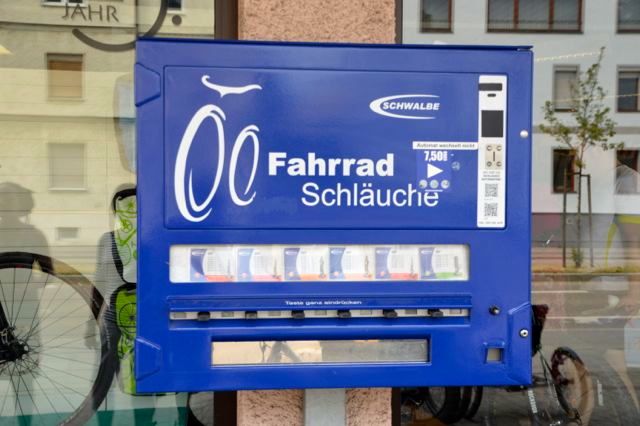 JAHR
SCHWALBE
Automat wechselt nicht
7,50
Fahrrad
Schläuche
Taste ganz eindrücken